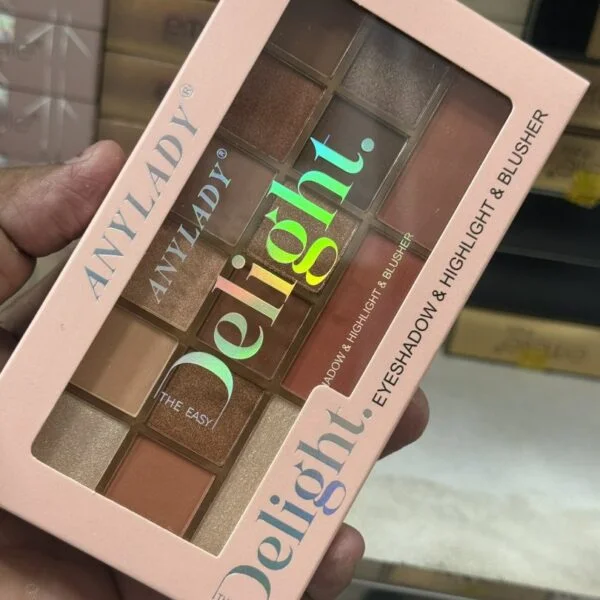 ANYLADY®
ANYLADY®
THE EASY
Delight.
ADOW & HIGHLIGHT & BLUSHER
Delight.
EYESHADOW & HIGHLIGHT & BLUSHER